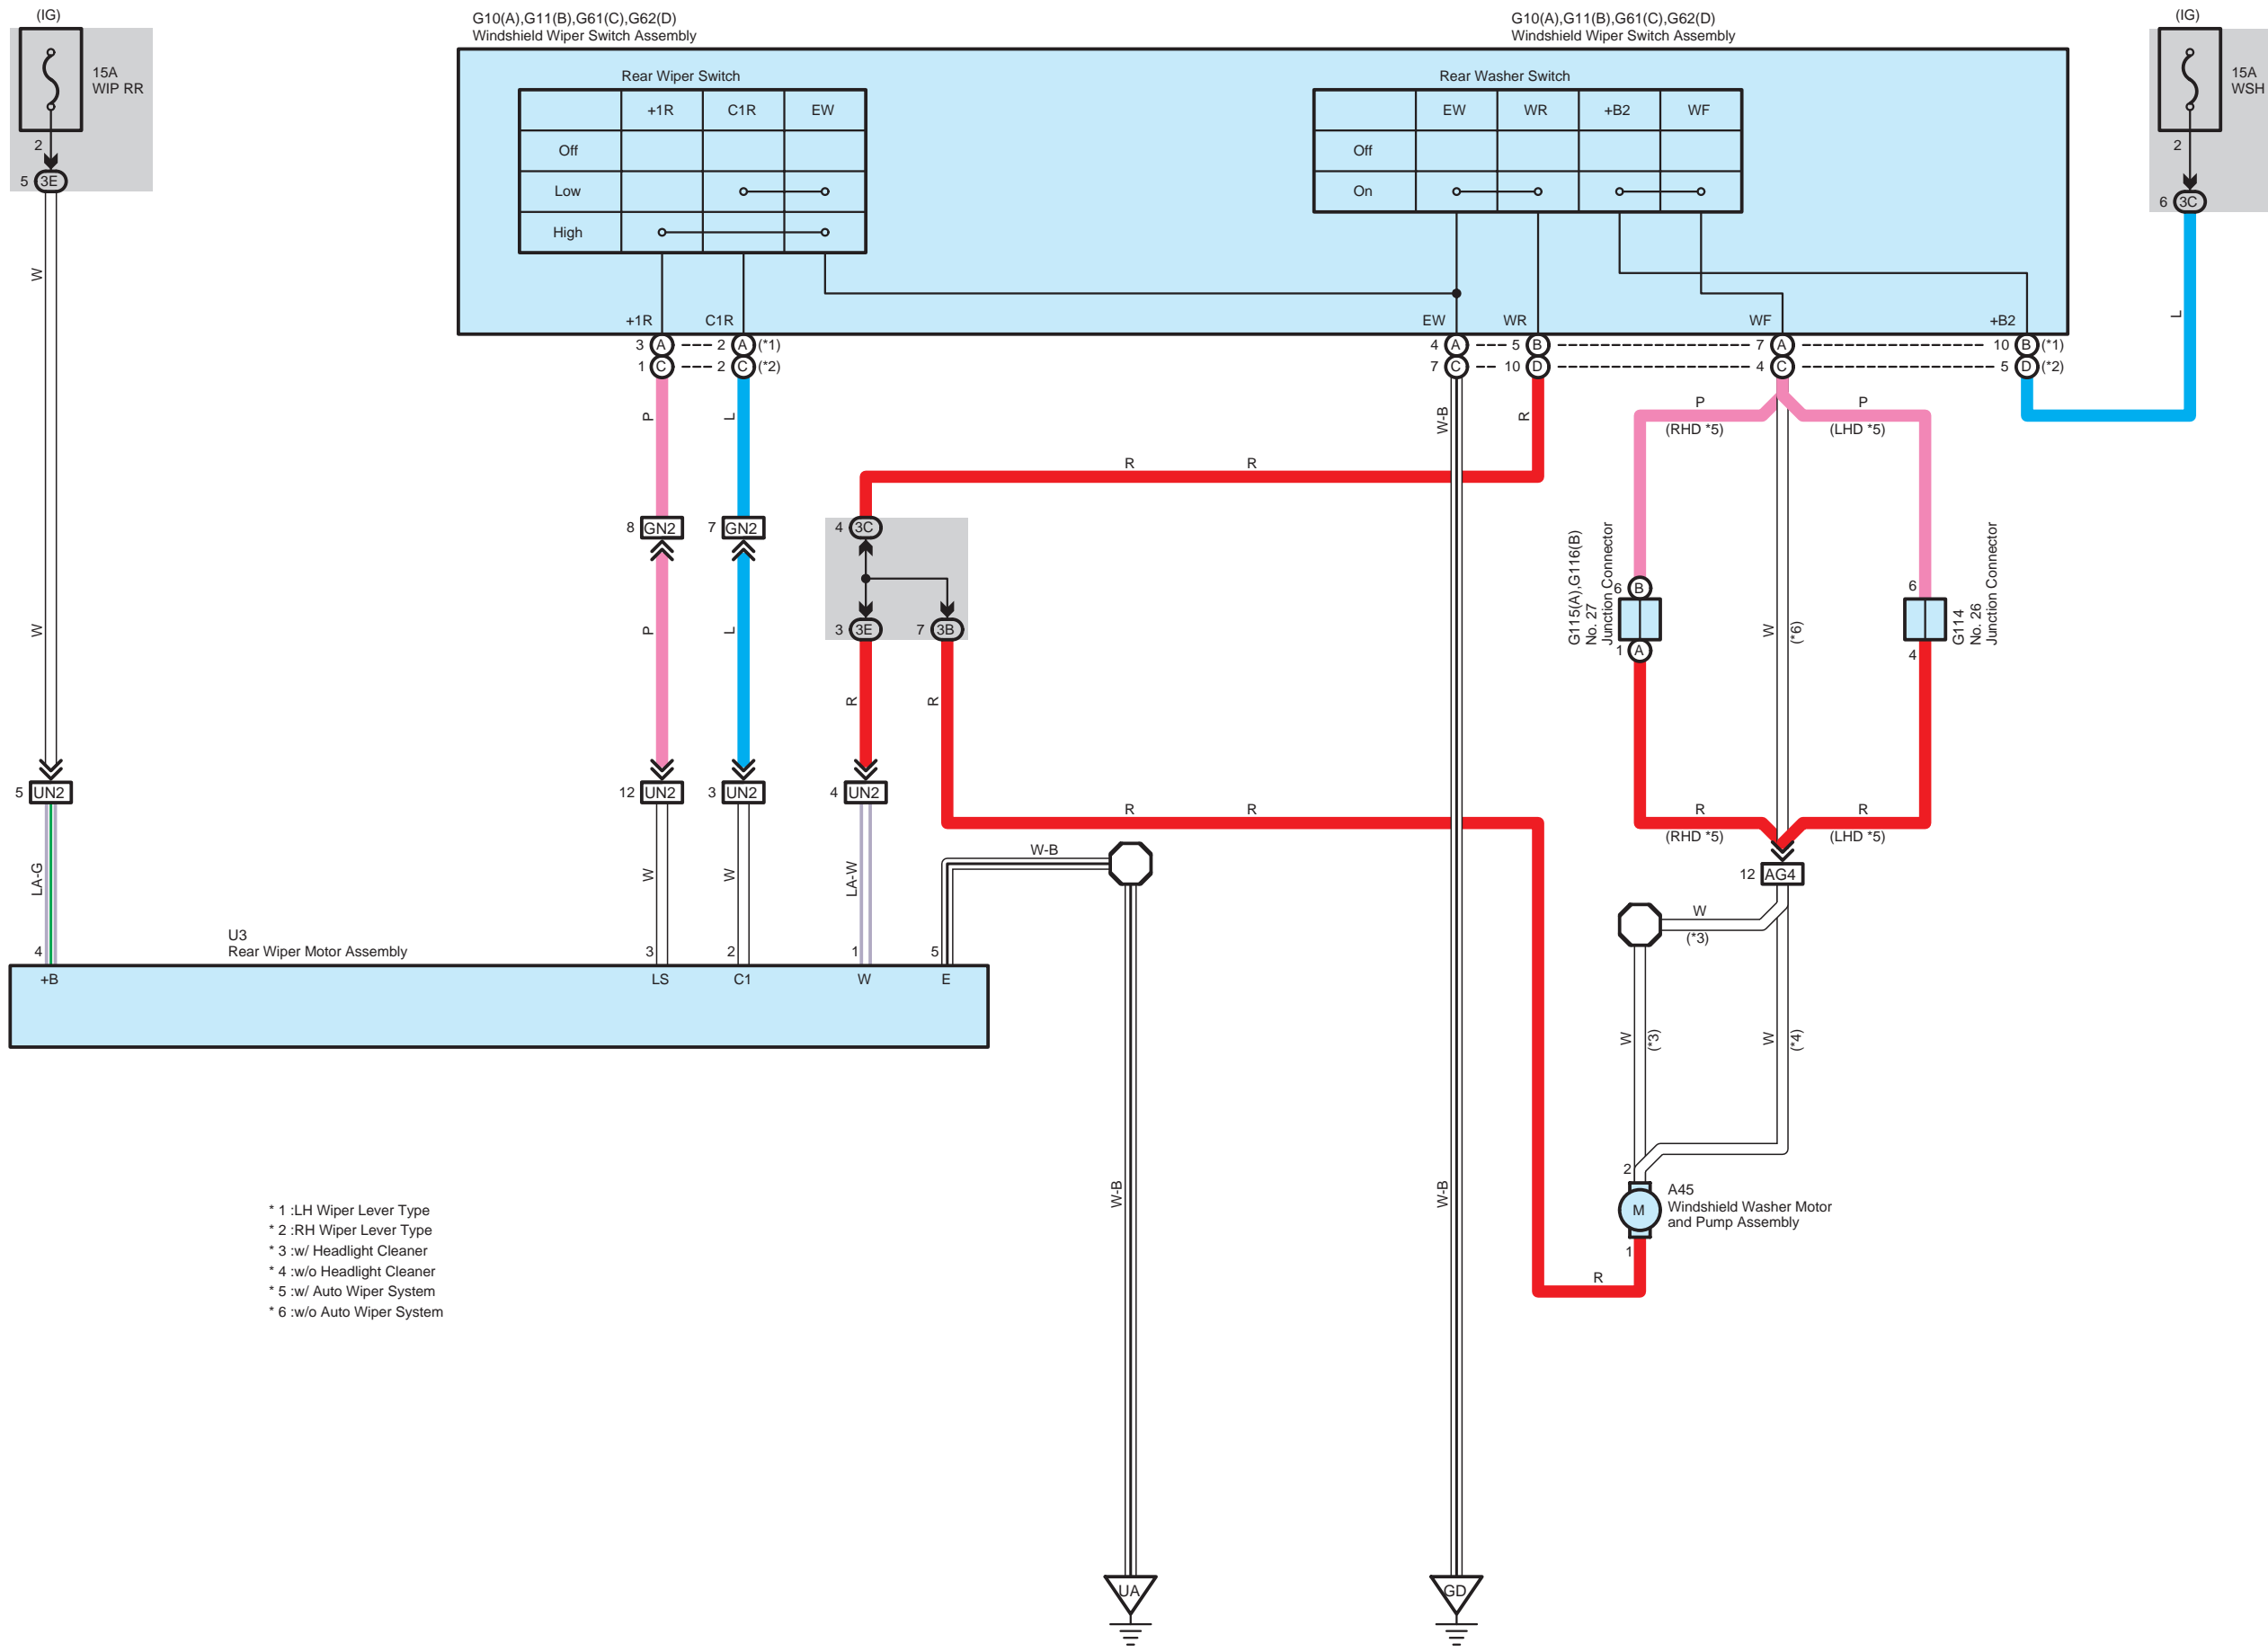 (IG)
15A
WIP RR
2
5 3E
W
W
5 UN2
LA-G
4
+B
U3
Rear Wiper Motor Assembly
G10(A),G11(B),G61(C),G62(D)
Windshield Wiper Switch Assembly
G10(A),G11(B),G61(C),G62(D)
Windshield Wiper Switch Assembly
Rear Wiper Switch
+1R C1R EW
Off
Low
High
Rear Washer Switch
EW WR +B2 WF
Off
On
(IG)
15A
WSH
2
6 3C
L
+1R C1R EW WR WF +B2
3 A 2 A (*1) 4 A 5 B 7 A 10 B (*1)
1 C 2 C (*2) 7 C 10 D 4 C 5 D (*2)
P L W-B R
P P
(RHD *5) (LHD *5)
R R
8 GN2 7 GN2
4 3C
3 3E 7 3B
P L
R R
G115(A),G116(B)
No. 27
Junction Connector
6 B
1 A
W
(*6)
6
4
G114
No. 26
Junction Connector
12 UN2 3 UN2 4 UN2
R R
R R
(RHD *5) (LHD *5)
W-B
12 AG4
W
(*3)
W W LA-W
3 2 1 5
LS C1 W E
W
(*3)
W
(*4)
W-B W-B
2
M
1
A45
Windshield Washer Motor
and Pump Assembly
R
* 1 :LH Wiper Lever Type
* 2 :RH Wiper Lever Type
* 3 :w/ Headlight Cleaner
* 4 :w/o Headlight Cleaner
* 5 :w/ Auto Wiper System
* 6 :w/o Auto Wiper System
UA GD